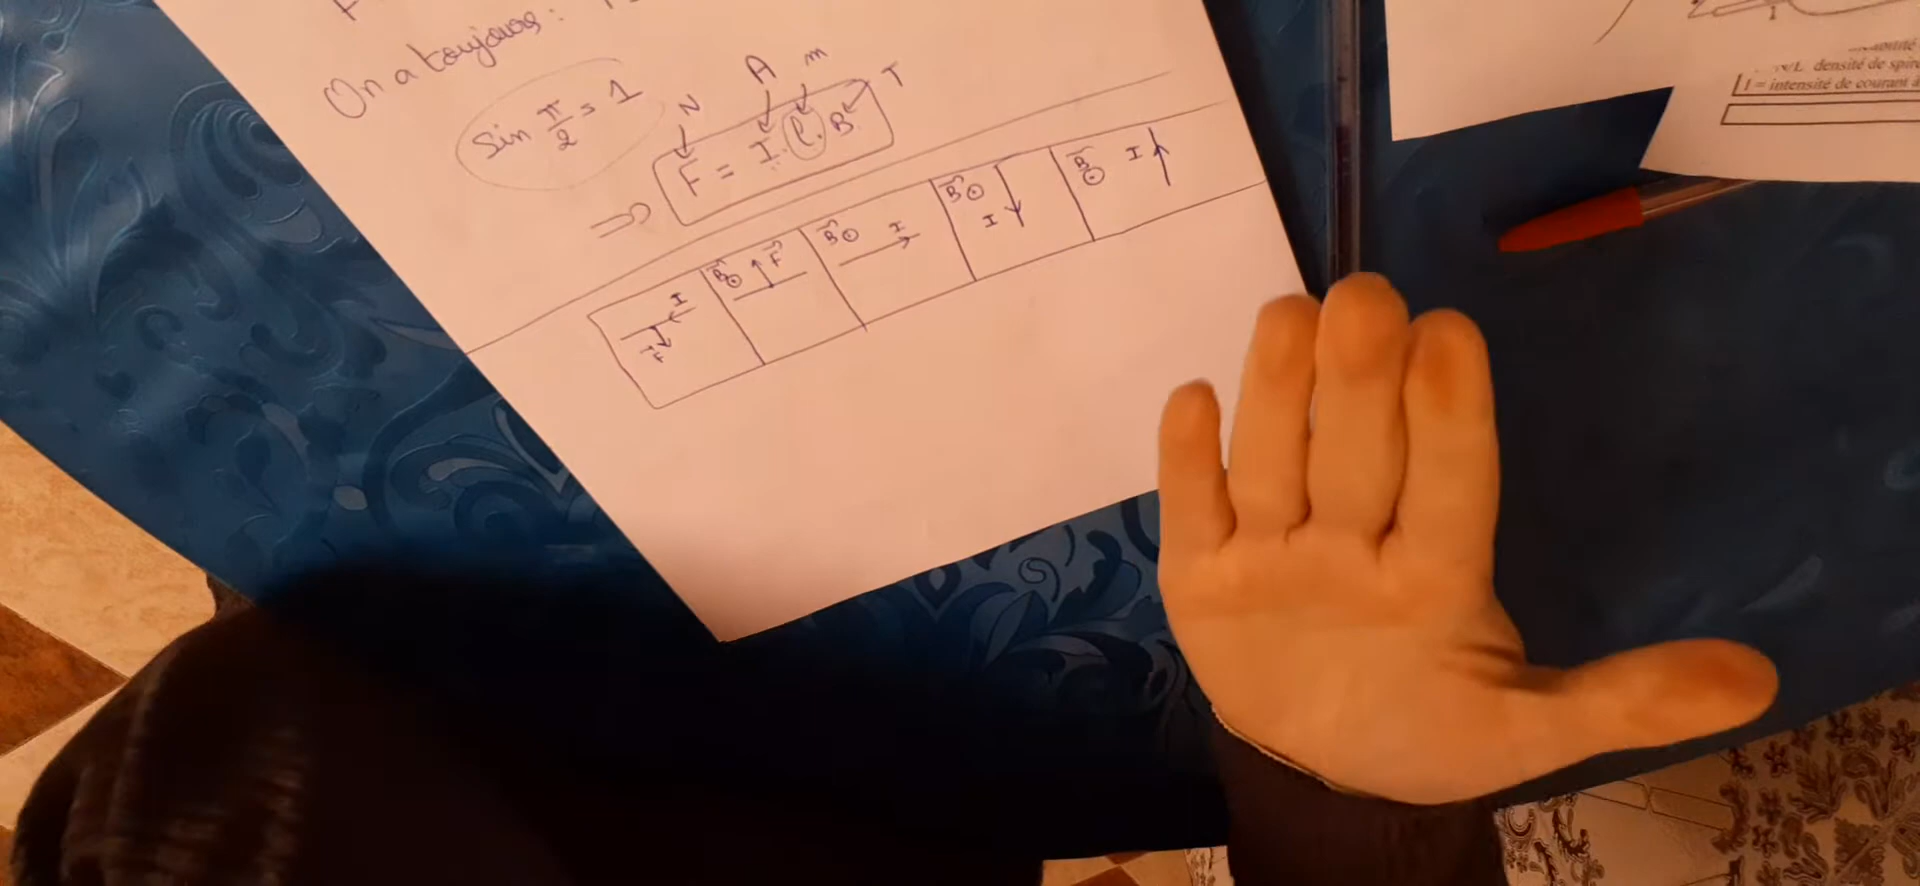 On a toujours :
sin π/2 = 1
N A m T
⇒ F = I . l . B
I F⃗
B⃗ ⊙ F⃗
B⃗ ⊙ I
B⃗ ⊙ I
B⃗ ⊙ I
I
N/L densité de spire
I = intensité de courant